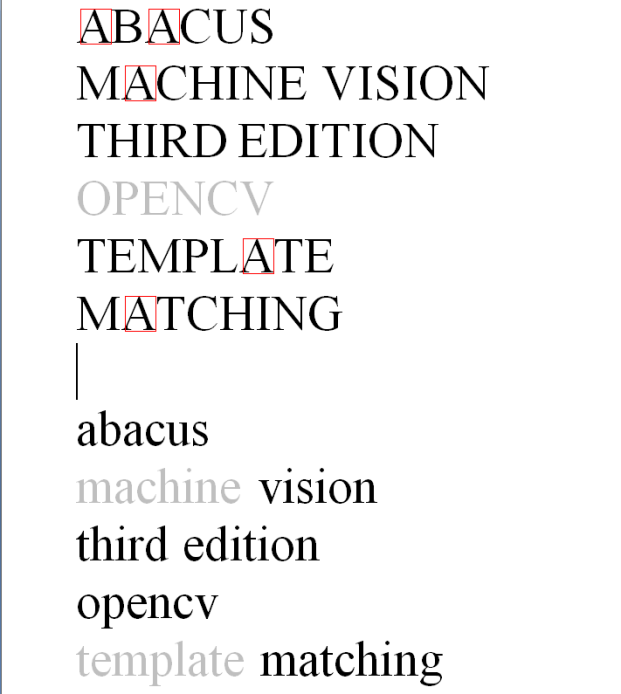 ABACUS
MACHINE VISION
THIRD EDITION
OPENCV
TEMPLATE
MATCHING
abacus
machine vision
third edition
opencv
template matching